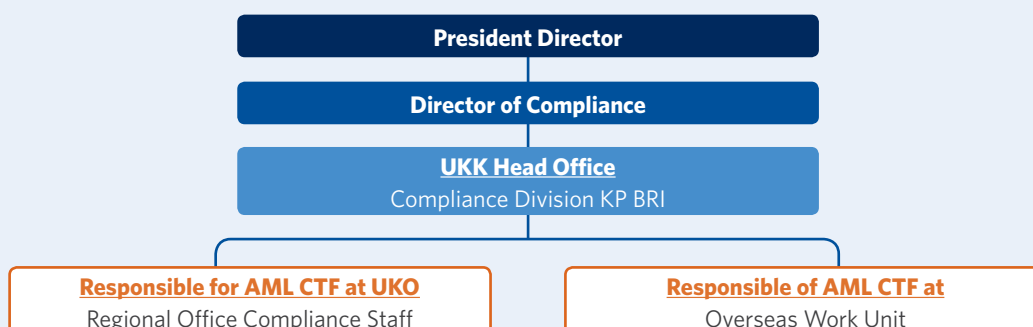 President Director
Director of Compliance
UKK Head Office
Compliance Division KP BRI
Responsible for AML CTF at UKO
Regional Office Compliance Staff
Responsible of AML CTF at
Overseas Work Unit